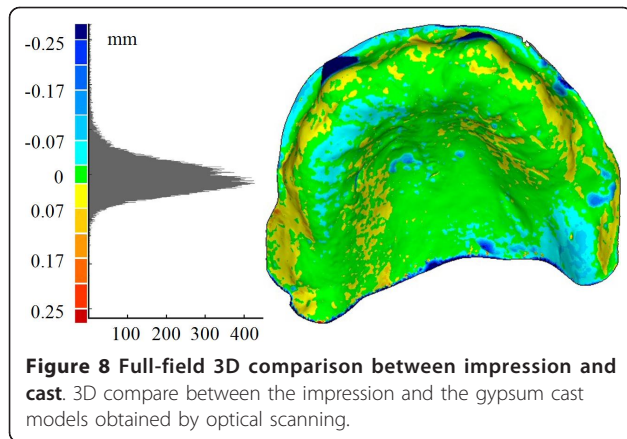 -0.25
mm
-0.17
-0.07
0
0.07
0.17
0.25
100 200 300 400
Figure 8 Full-field 3D comparison between impression and
cast. 3D compare between the impression and the gypsum cast
models obtained by optical scanning.